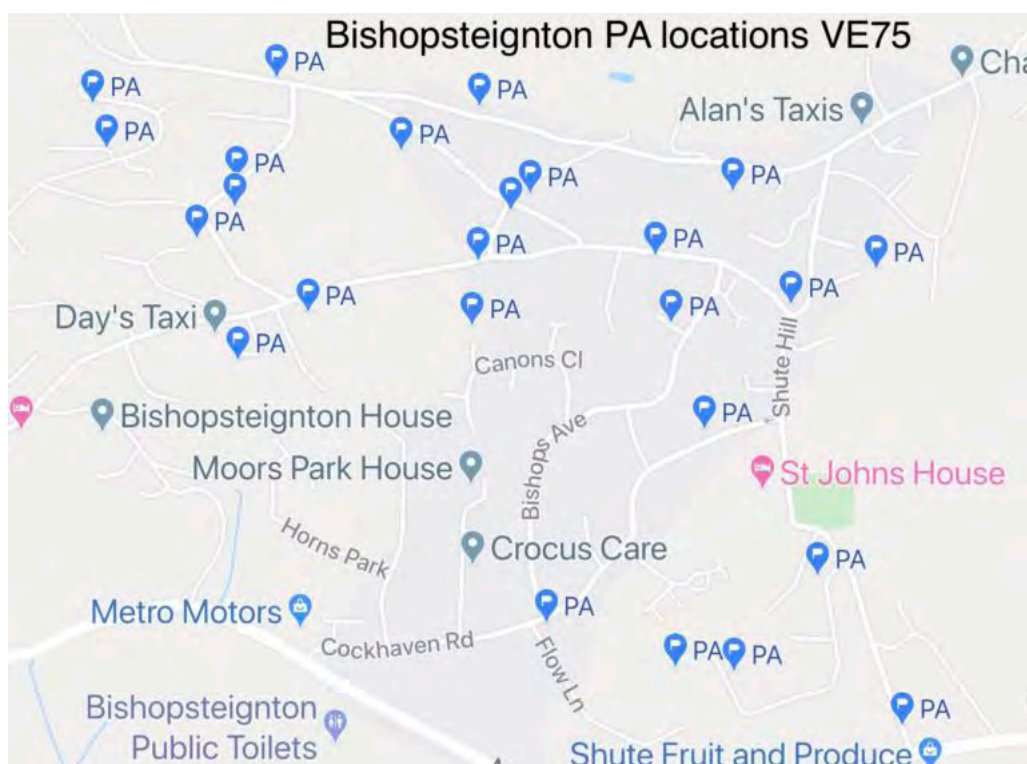 Bishopsteignton PA locations VE75
PA
PA
PA
Cha
Alan's Taxis
PA
PA
PA
PA
PA
PA
PA
PA
PA
PA
PA
PA
PA
PA
Day's Taxi
PA
Canons Cl
Shute Hill
PA
Bishopsteignton House
Bishops Ave
Moors Park House
St Johns House
Horns Park
Crocus Care
PA
Metro Motors
PA
Cockhaven Rd
Flow Ln
PA
PA
PA
Bishopsteignton
Public Toilets
Shute Fruit and Produce